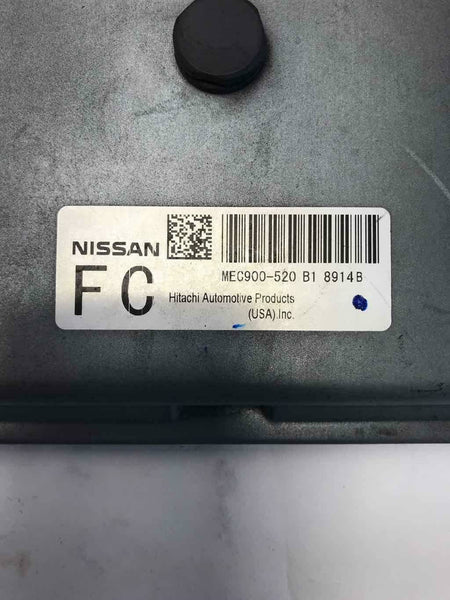 NISSAN
FC
MEC900-520 B1 8914B
Hitachi Automotive Products
(USA).Inc.